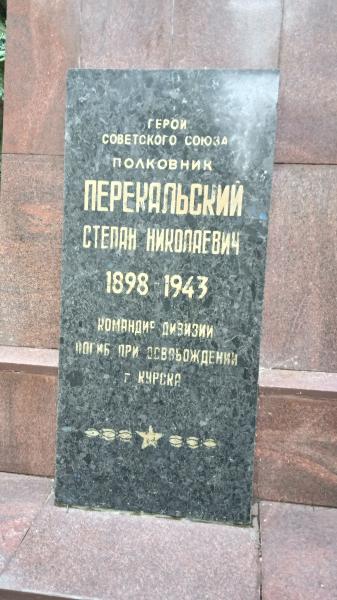 ГЕРОЙ
СОВЕТСКОГО СОЮЗА
ПОЛКОВНИК
ПЕРЕКАЛЬСКИЙ
СТЕПАН НИКОЛАЕВИЧ
1898-1943
КОМАНДИР ДИВИЗИИ
ПОГИБ ПРИ ОСВОБОЖДЕНИИ
Г КУРСКА